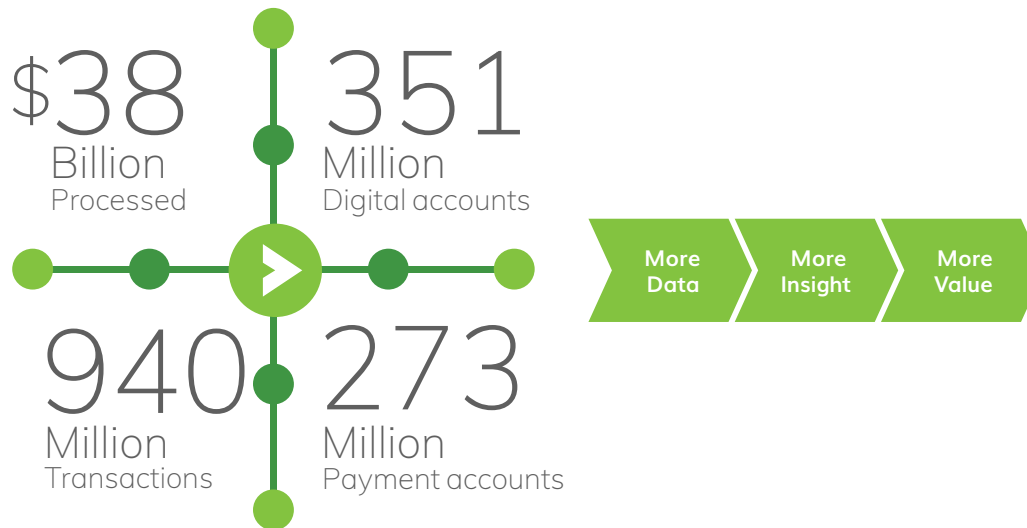 $38
Billion
Processed
351
Million
Digital accounts
940
Million
Transactions
273
Million
Payment accounts
More
Data
More
Insight
More
Value